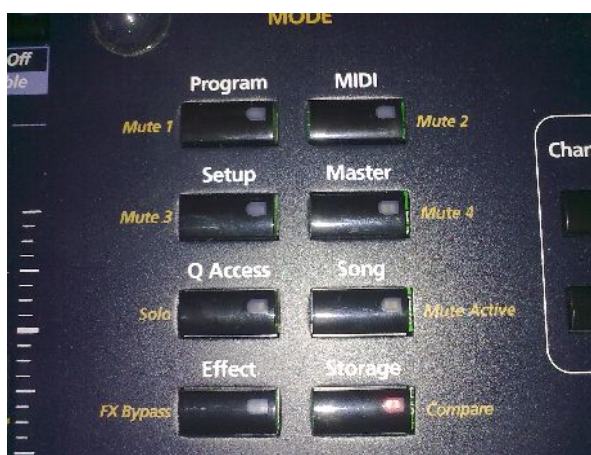 MODE
Off
Program MIDI
Mute 1 Mute 2
Chan
Setup Master
Mute 3 Mute 4
Q Access Song
Solo Mute Active
Effect Storage
FX Bypass Compare